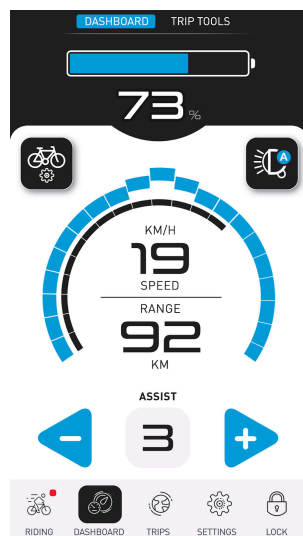 DASHBOARD TRIP TOOLS
73 %
A
KM/H
19
SPEED
RANGE
92
KM
ASSIST
- 3 +
RIDING DASHBOARD TRIPS SETTINGS LOCK